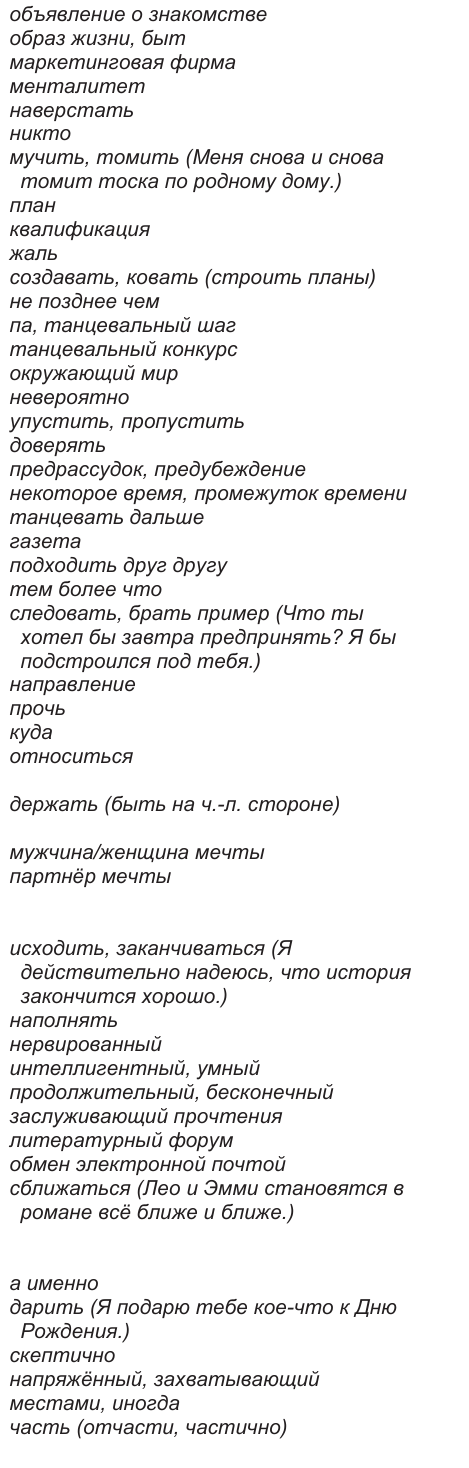 объявление о знакомстве
образ жизни, быт
маркетинговая фирма
менталитет
наверстать
никто
мучить, томить (Меня снова и снова
томит тоска по родному дому.)
план
квалификация
жаль
создавать, ковать (строить планы)
не позднее чем
па, танцевальный шаг
танцевальный конкурс
окружающий мир
невероятно
упустить, пропустить
доверять
предрассудок, предубеждение
некоторое время, промежуток времени
танцевать дальше
газета
подходить друг другу
тем более что
следовать, брать пример (Что ты
хотел бы завтра предпринять? Я бы
подстроился под тебя.)
направление
прочь
куда
относиться
держать (быть на ч.-л. стороне)
мужчина/женщина мечты
партнёр мечты
исходить, заканчиваться (Я
действительно надеюсь, что история
закончится хорошо.)
наполнять
нервированный
интеллигентный, умный
продолжительный, бесконечный
заслуживающий прочтения
литературный форум
обмен электронной почтой
сближаться (Лео и Эмми становятся в
романе всё ближе и ближе.)
а именно
дарить (Я подарю тебе кое-что к Дню
Рождения.)
скептично
напряжённый, захватывающий
местами, иногда
часть (отчасти, частично)